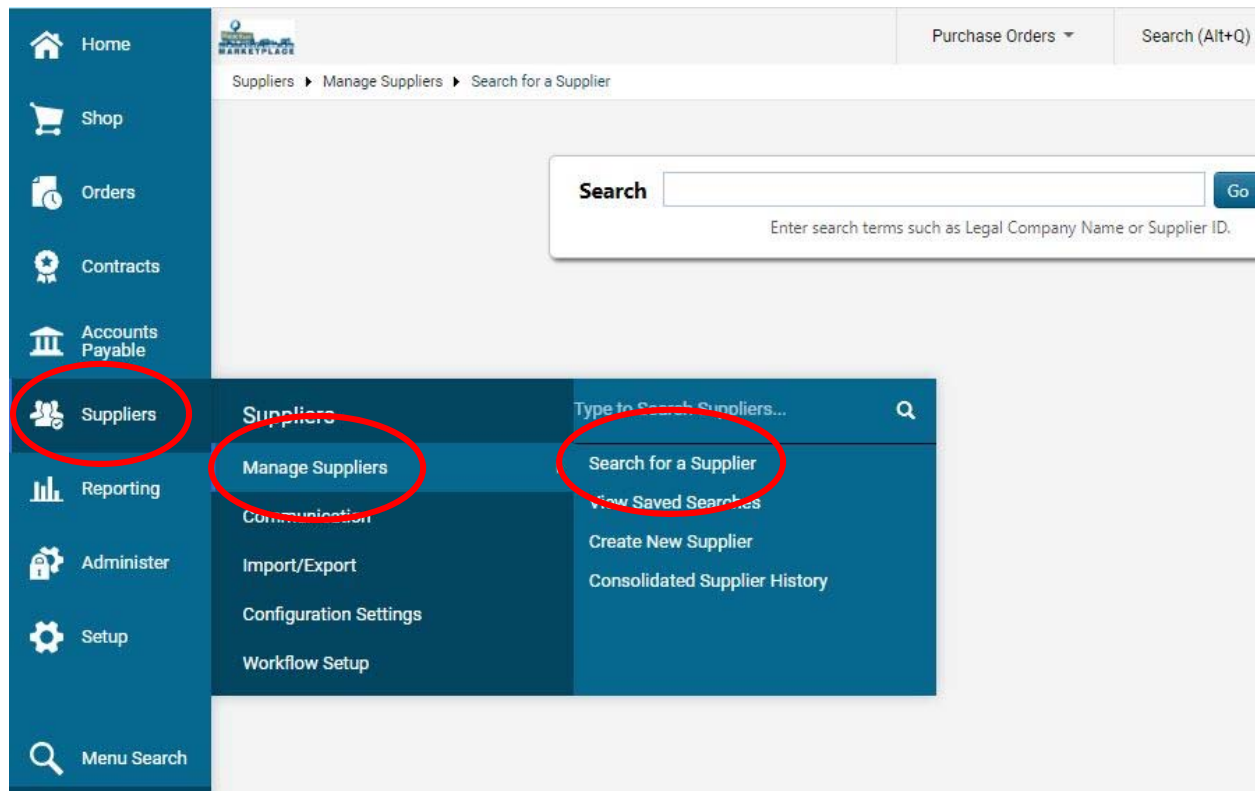 Home
MARKETPLACE
Purchase Orders
Search (Alt+Q)
Suppliers Manage Suppliers Search for a Supplier
Shop
Orders
Contracts
Accounts
Payable
Suppliers
Reporting
Administer
Setup
Menu Search
Search
Go
Enter search terms such as Legal Company Name or Supplier ID.
Suppliers
Manage Suppliers
Communication
Import/Export
Configuration Settings
Workflow Setup
Type to Search Suppliers...
Search for a Supplier
View Saved Searches
Create New Supplier
Consolidated Supplier History